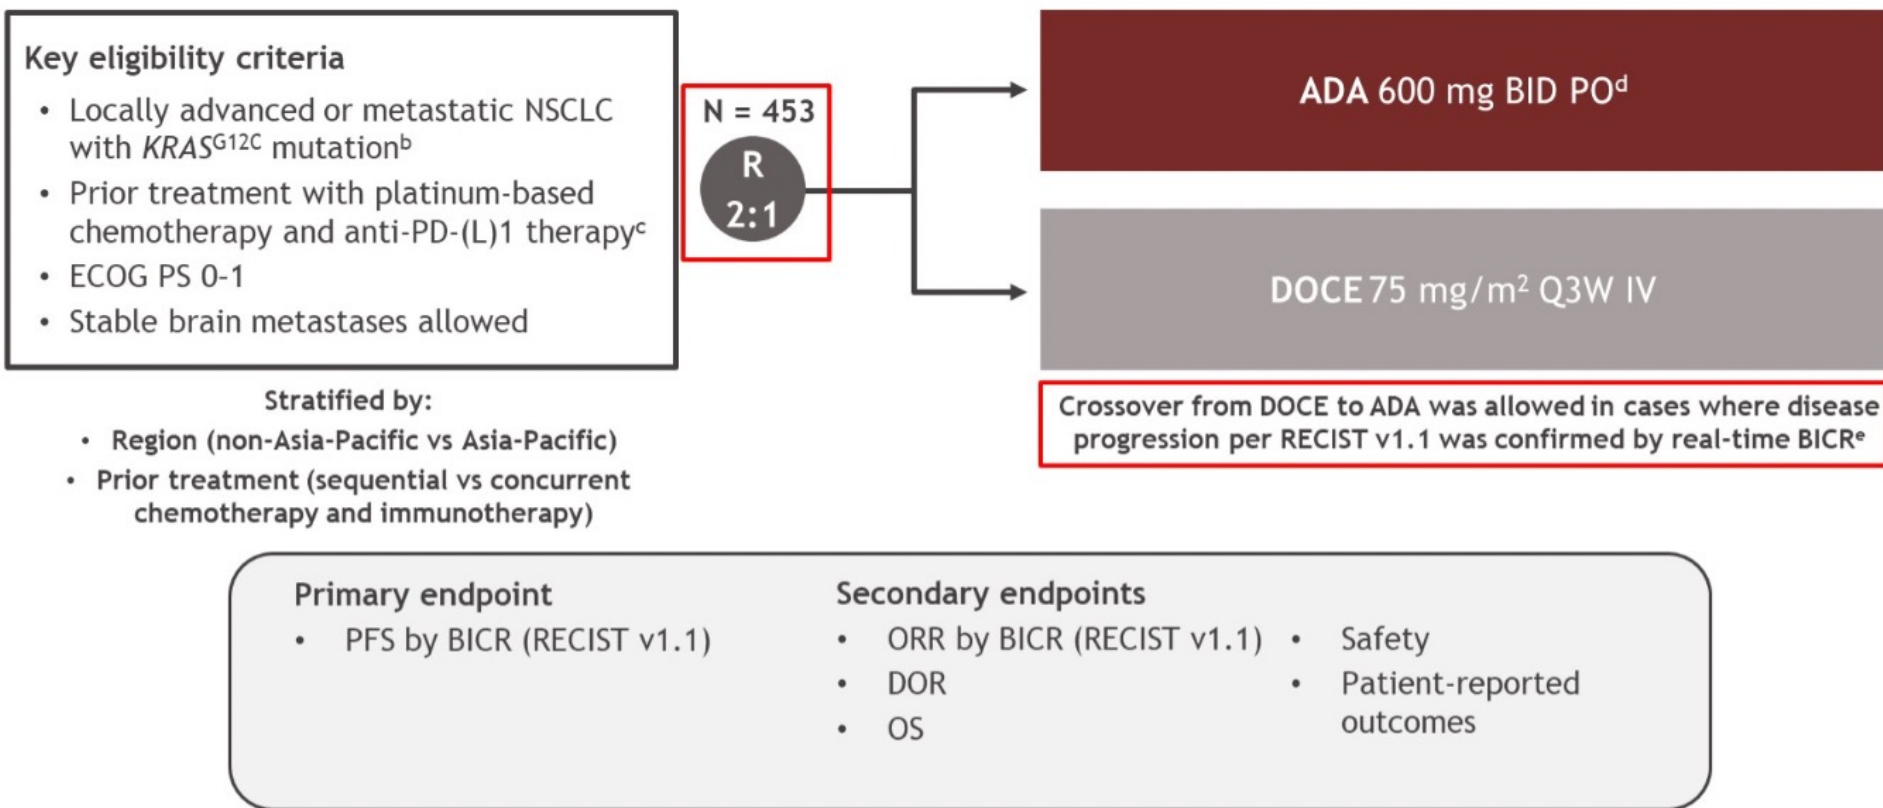 Key eligibility criteria
• Locally advanced or metastatic NSCLC
with KRASᴳ¹²ᶜ mutationᵇ
• Prior treatment with platinum-based
chemotherapy and anti-PD-(L)1 therapyᶜ
• ECOG PS 0-1
• Stable brain metastases allowed
Stratified by:
• Region (non-Asia-Pacific vs Asia-Pacific)
• Prior treatment (sequential vs concurrent
chemotherapy and immunotherapy)
N = 453
R
2:1
ADA 600 mg BID POᵈ
DOCE 75 mg/m² Q3W IV
Crossover from DOCE to ADA was allowed in cases where disease
progression per RECIST v1.1 was confirmed by real-time BICRᵉ
Primary endpoint
• PFS by BICR (RECIST v1.1)
Secondary endpoints
• ORR by BICR (RECIST v1.1)
• DOR
• OS
• Safety
• Patient-reported
outcomes